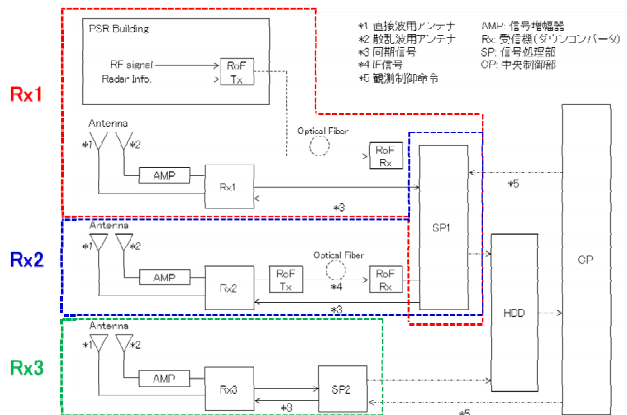 PSR Building
RF signal
Radar Info.
RoF
Tx
*1 直接波用アンテナ
*2 散乱波用アンテナ
*3 同期信号
*4 IF信号
*5 観測制御命令
AMP: 信号増幅器
Rx: 受信機(ダウンコンバータ)
SP: 信号処理部
CP: 中央制御部
Rx1
Antenna
*1
*2
AMP
Rx1
Optical Fiber
RoF
Rx
*3
SP1
*5
CP
HDD
Rx2
Antenna
*1
*2
AMP
Rx2
RoF
Tx
Optical Fiber
*4
RoF
Rx
*3
Rx3
Antenna
*1
*2
AMP
Rx3
*3
SP2
*5